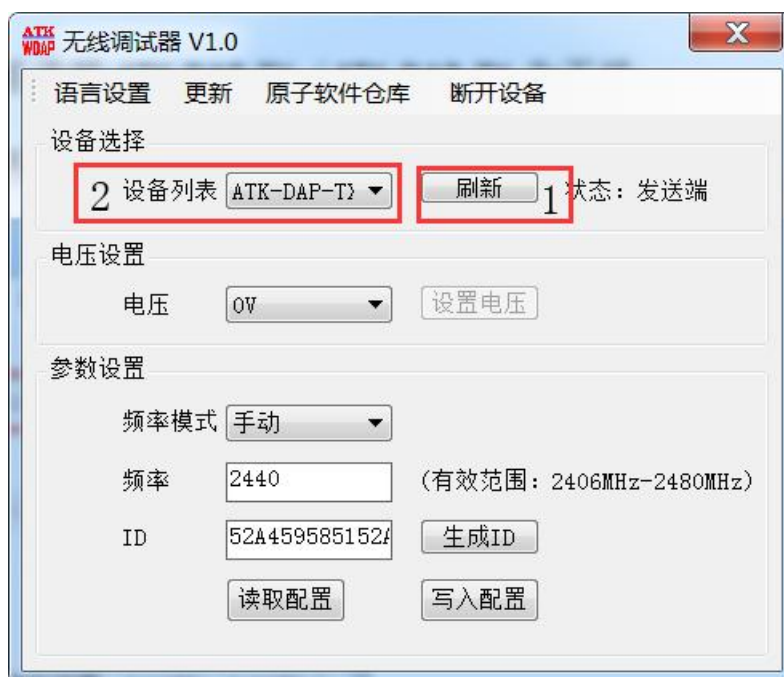 ATK
WDAP 无线调试器 V1.0
语言设置 更新 原子软件仓库 断开设备
设备选择
2 设备列表 ATK-DAP-TX 刷新 1 状态：发送端
电压设置
电压 0V 设置电压
参数设置
频率模式 手动
频率 2440 (有效范围：2406MHz-2480MHz)
ID 52A459585152A 生成ID
读取配置 写入配置